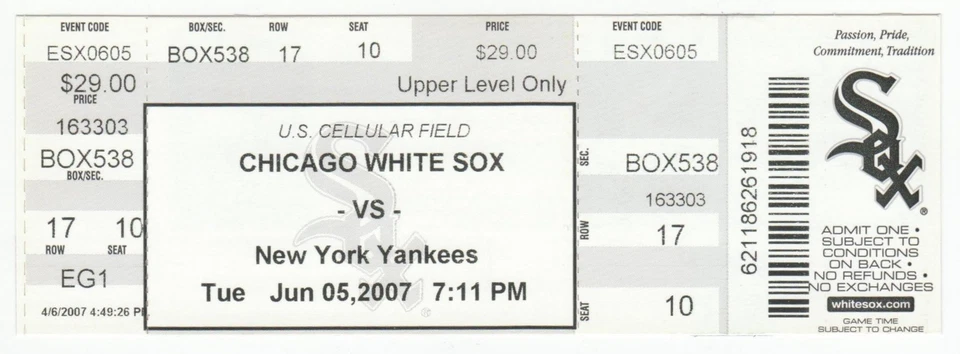 EVENT CODE
ESX0605
$29.00
PRICE
163303
BOX538
BOX/SEC.
17 10
ROW SEAT
EG1
4/6/2007 4:49:26 P
BOX/SEC. ROW SEAT PRICE
BOX538 17 10 $29.00
Upper Level Only
U.S. CELLULAR FIELD
CHICAGO WHITE SOX
- VS -
New York Yankees
Tue Jun 05,2007 7:11 PM
EVENT CODE
ESX0605
SEC.
BOX538
163303
ROW
17
SEAT
10
6211862619 18
Passion, Pride,
Commitment, Tradition
Sox
®
ADMIT ONE •
SUBJECT TO
CONDITIONS
ON BACK •
NO REFUNDS •
NO EXCHANGES
whitesox.com
GAME TIME
SUBJECT TO CHANGE